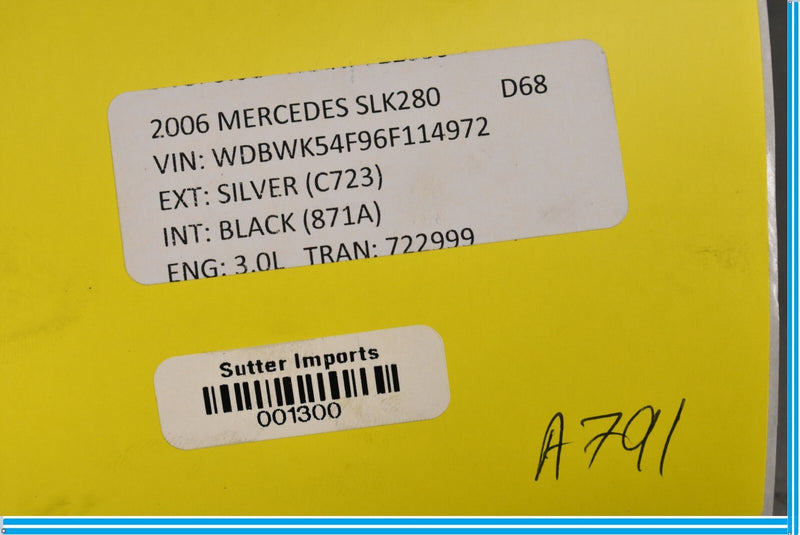 2006 MERCEDES SLK280 D68
VIN: WDBWK54F96F114972
EXT: SILVER (C723)
INT: BLACK (871A)
ENG: 3.0L TRAN: 722999
Sutter Imports
001300
A791